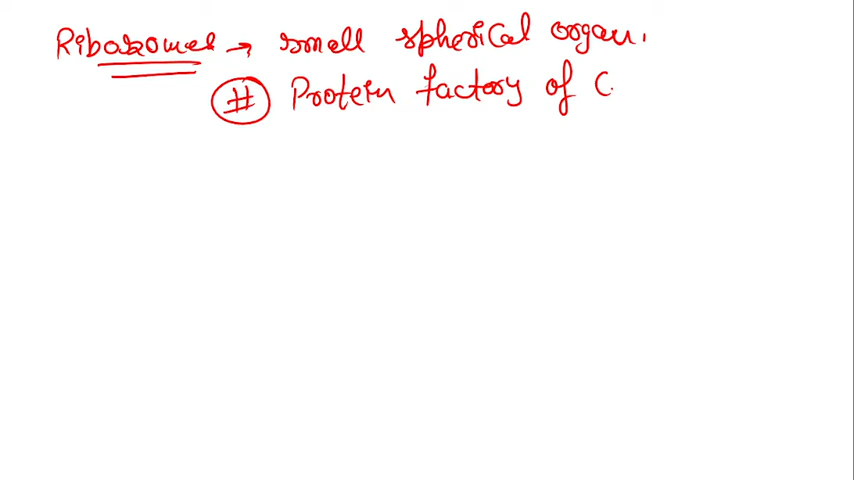 Ribosomes → small spherical organ.
# Protein factory of C